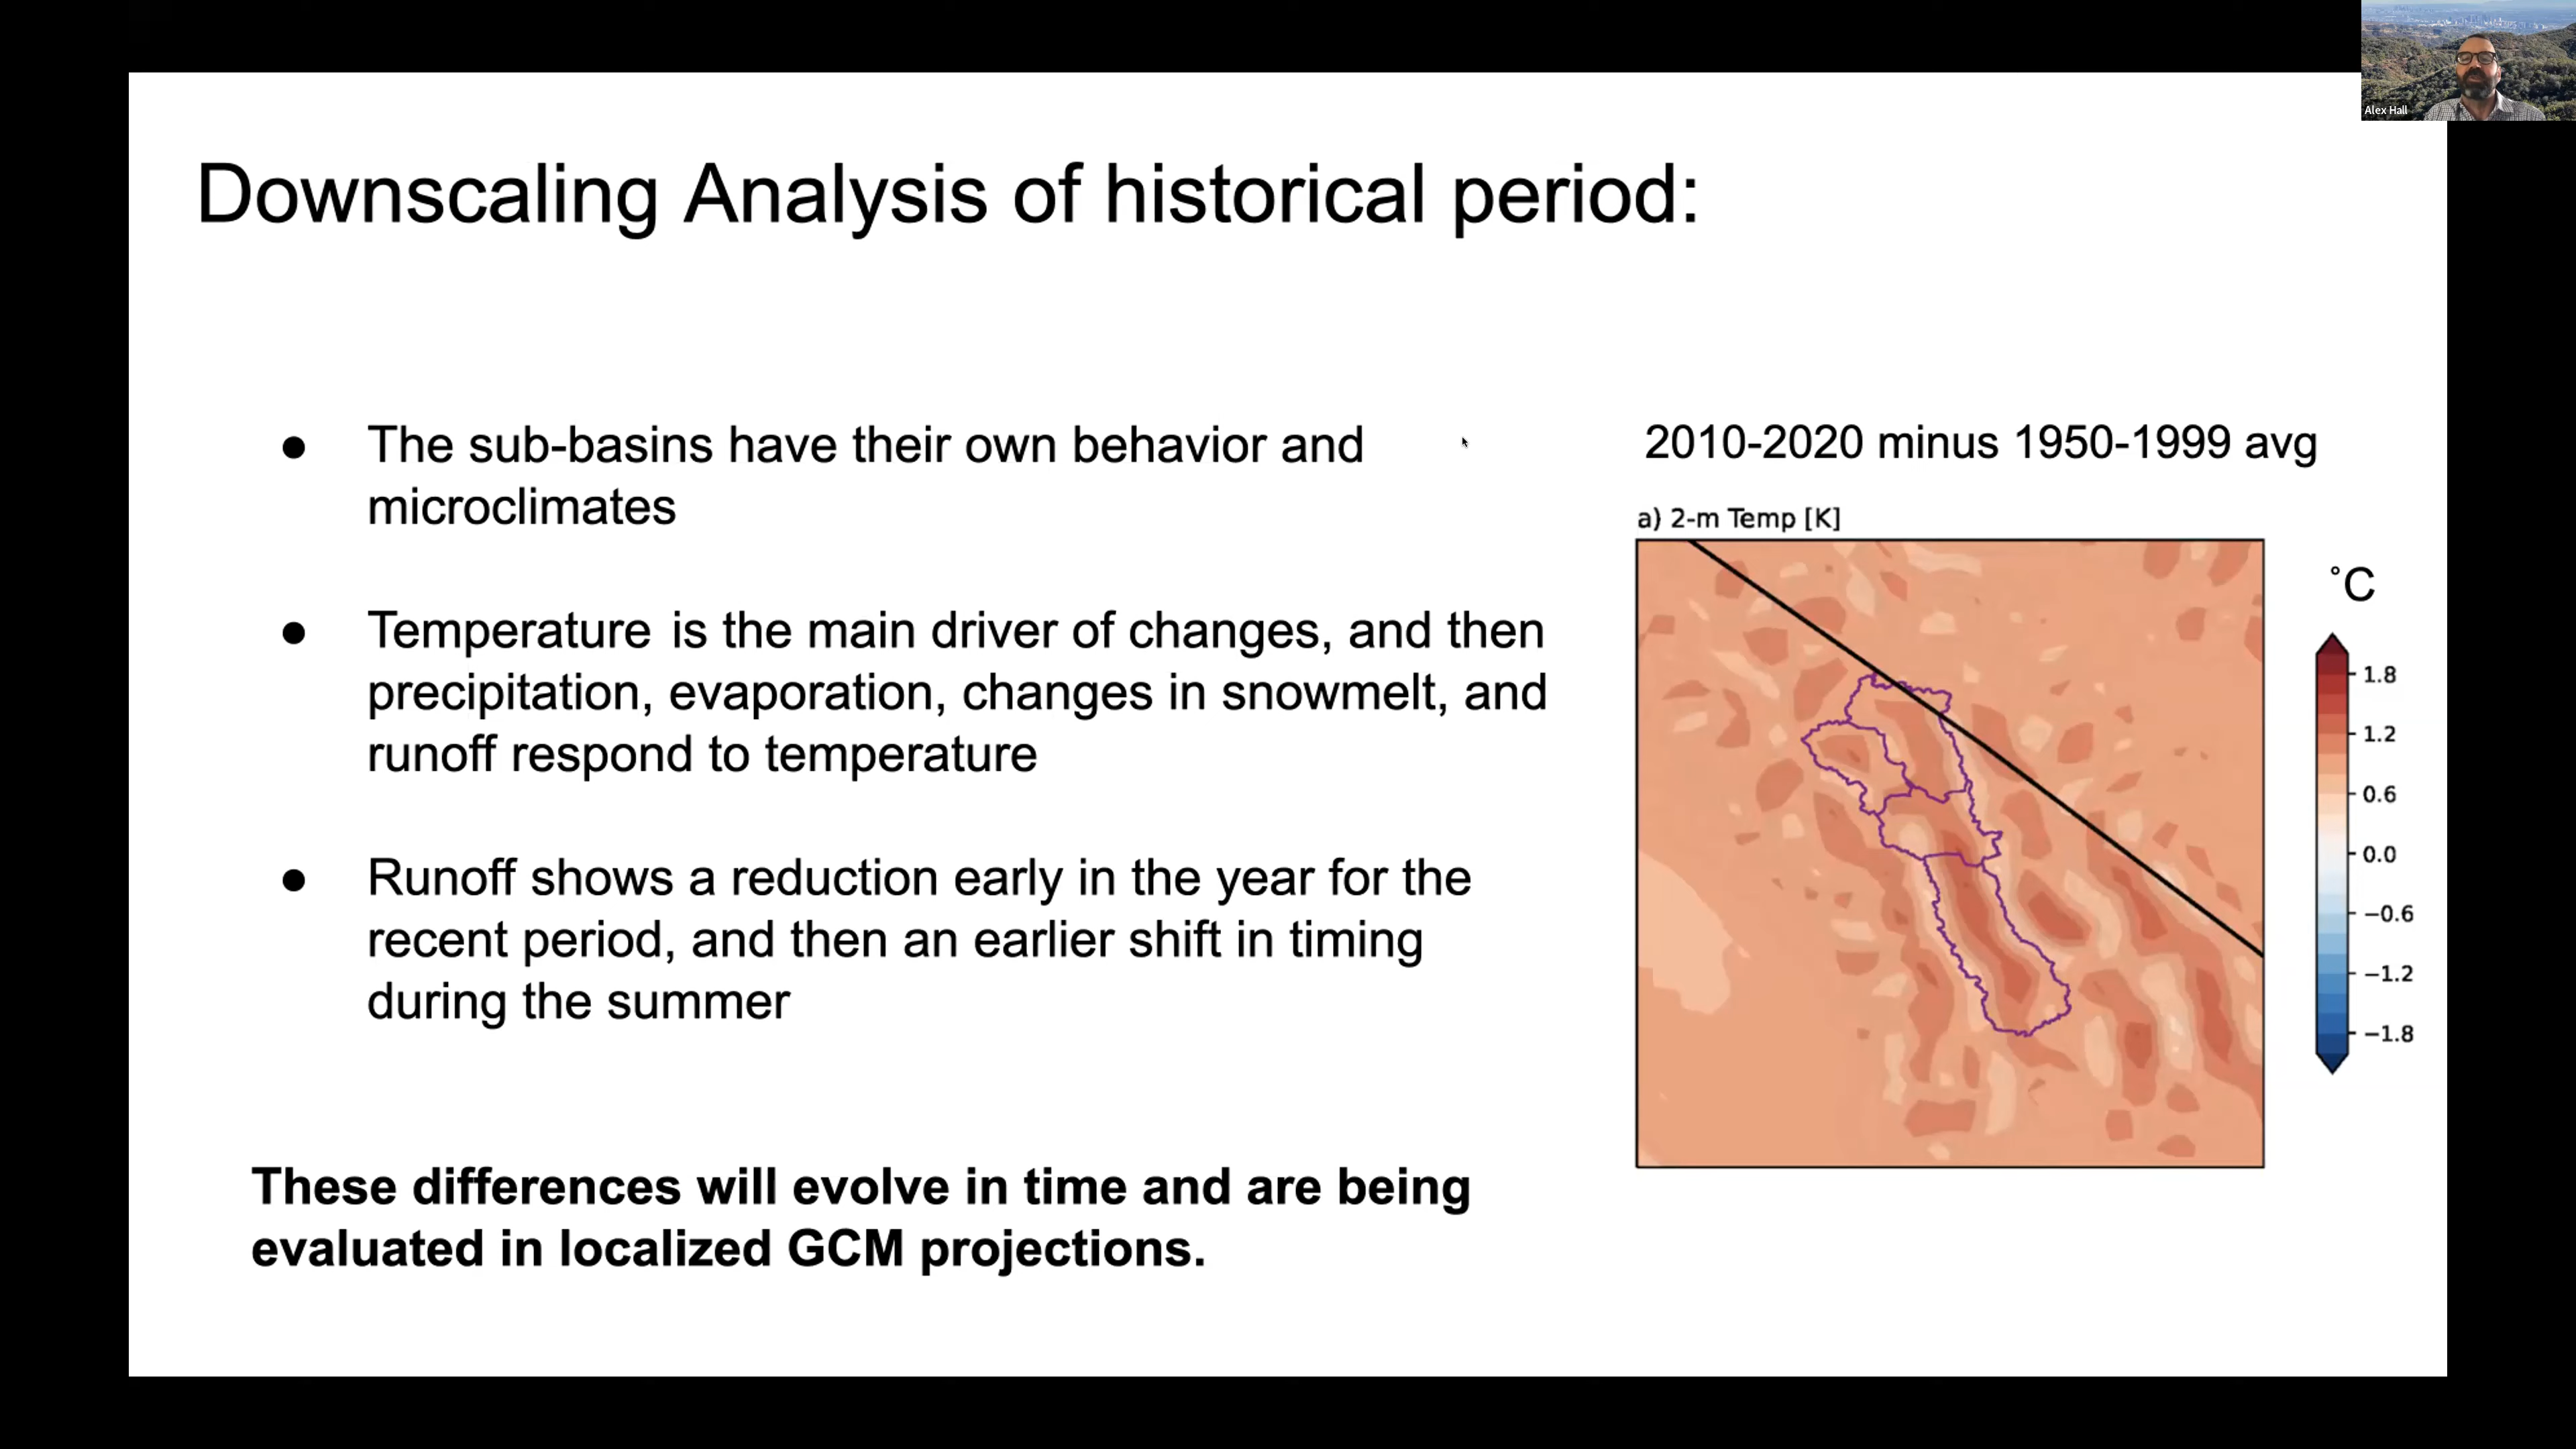 Alex Hall
Downscaling Analysis of historical period:
● The sub-basins have their own behavior and
microclimates
● Temperature is the main driver of changes, and then
precipitation, evaporation, changes in snowmelt, and
runoff respond to temperature
● Runoff shows a reduction early in the year for the
recent period, and then an earlier shift in timing
during the summer
These differences will evolve in time and are being
evaluated in localized GCM projections.
2010-2020 minus 1950-1999 avg
a) 2-m Temp [K]
°C
1.8
1.2
0.6
0.0
−0.6
−1.2
−1.8